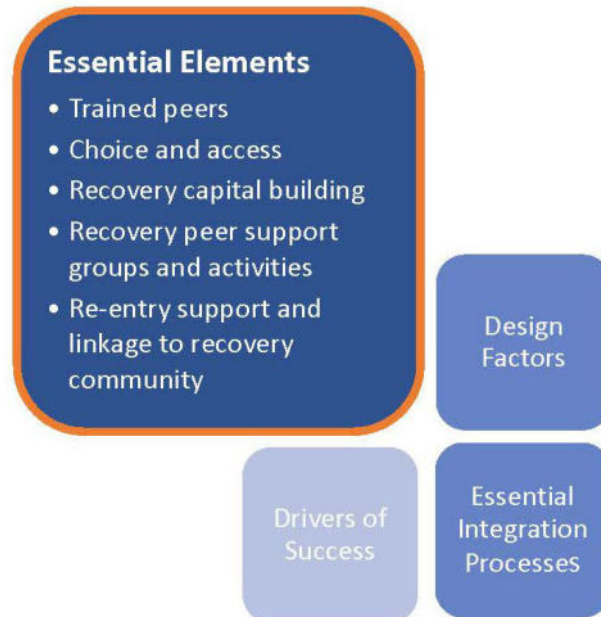 Essential Elements
• Trained peers
• Choice and access
• Recovery capital building
• Recovery peer support
groups and activities
• Re-entry support and
linkage to recovery
community
Design
Factors
Drivers of
Success
Essential
Integration
Processes